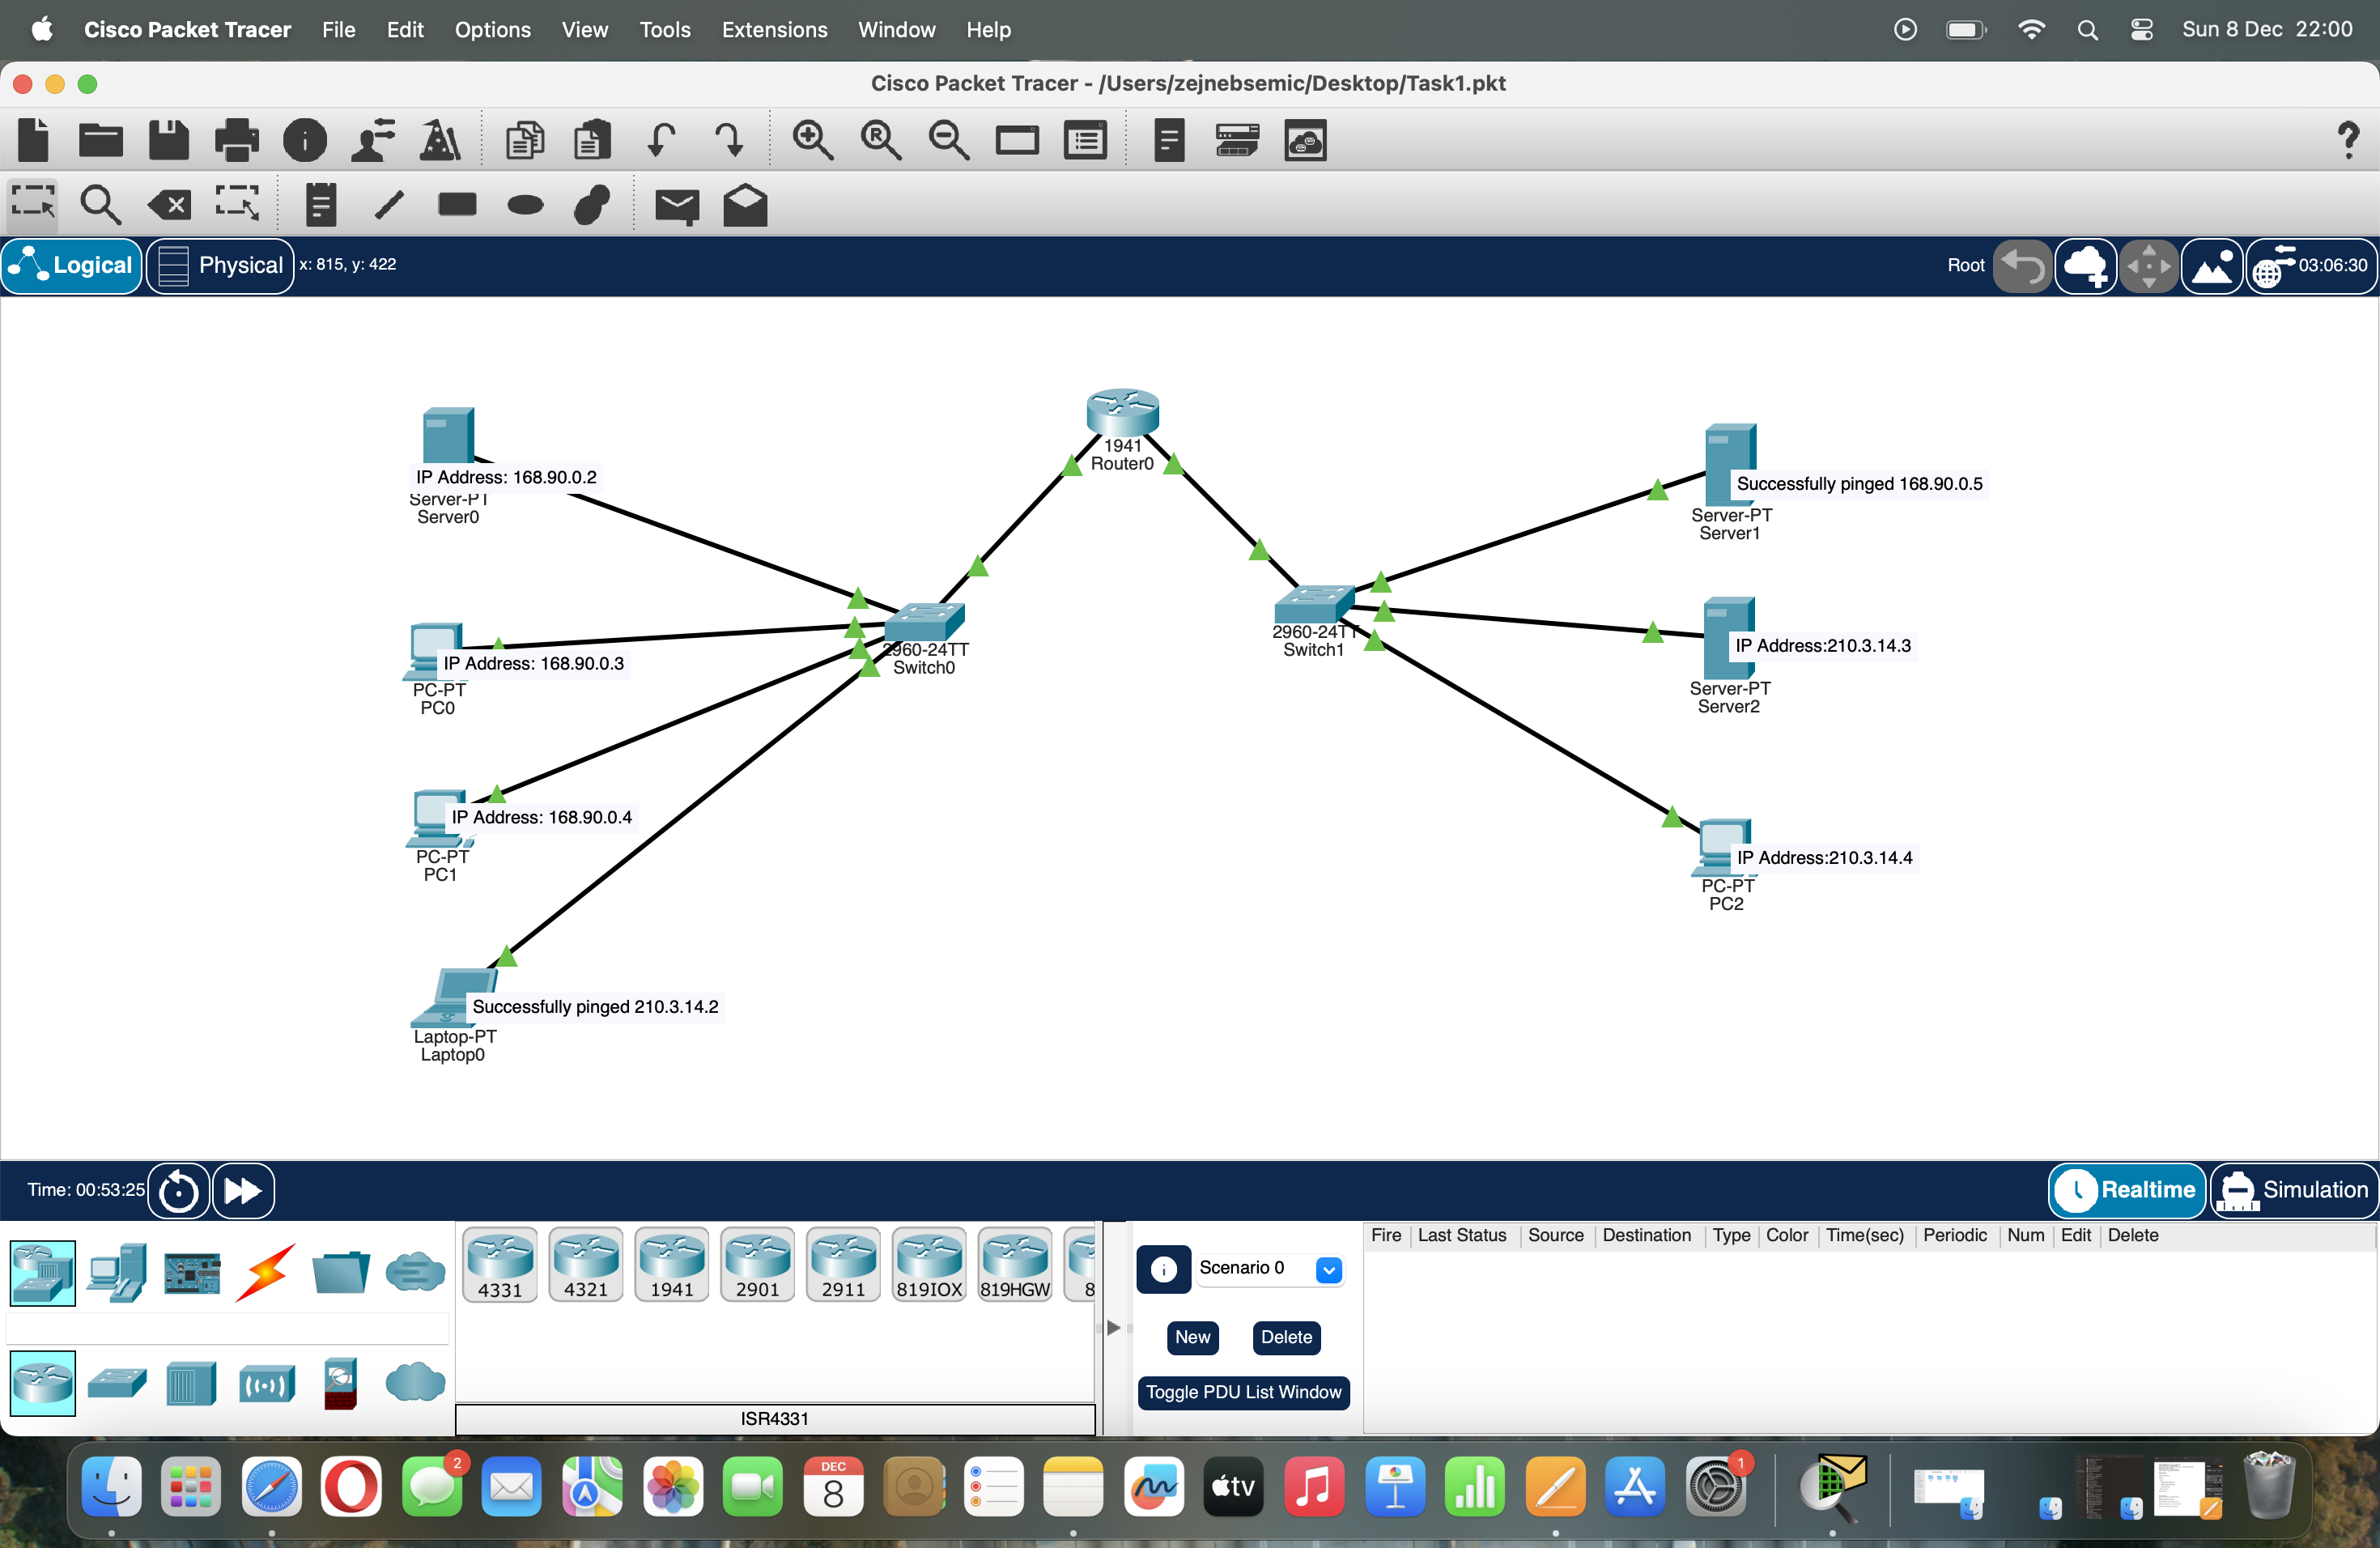 Cisco Packet Tracer File Edit Options View Tools Extensions Window Help Sun 8 Dec 22:00
Cisco Packet Tracer - /Users/zejnebsemic/Desktop/Task1.pkt
Logical Physical x: 815, y: 422 Root 03:06:30
1941
Router0
IP Address: 168.90.0.2
Server-PT
Server0
Successfully pinged 168.90.0.5
Server-PT
Server1
IP Address: 168.90.0.3
PC-PT
PC0
2960-24TT
Switch0
2960-24TT
Switch1
IP Address:210.3.14.3
Server-PT
Server2
IP Address: 168.90.0.4
PC-PT
PC1
IP Address:210.3.14.4
PC-PT
PC2
Successfully pinged 210.3.14.2
Laptop-PT
Laptop0
Time: 00:53:25 Realtime Simulation
4331 4321 1941 2901 2911 819IOX 819HGW 8
ISR4331
Scenario 0
New Delete
Toggle PDU List Window
Fire Last Status Source Destination Type Color Time(sec) Periodic Num Edit Delete
2
DEC
8
tv
1